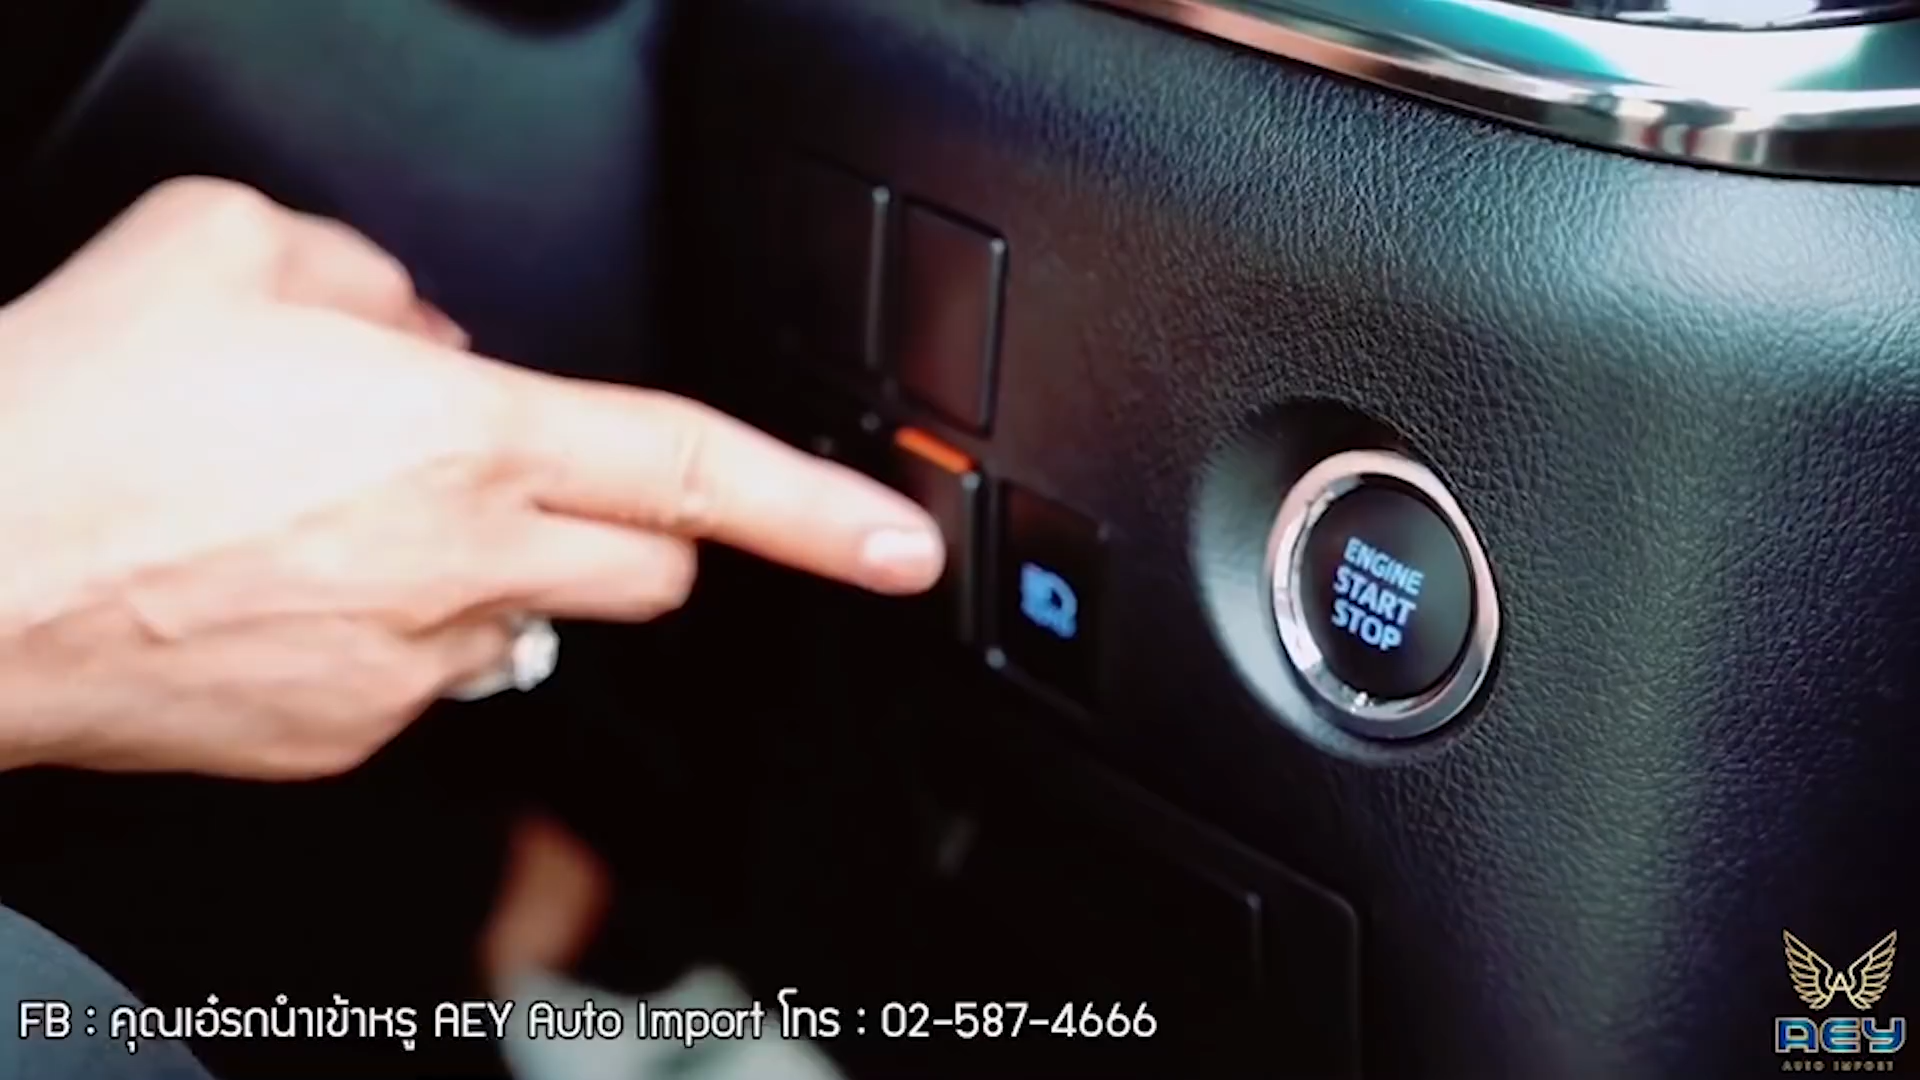 ENGINE
START
STOP
FB : คุณเอ๋รถนำเข้าหรู AEY Auto Import โทร : 02-587-4666
AEY
AUTO IMPORT